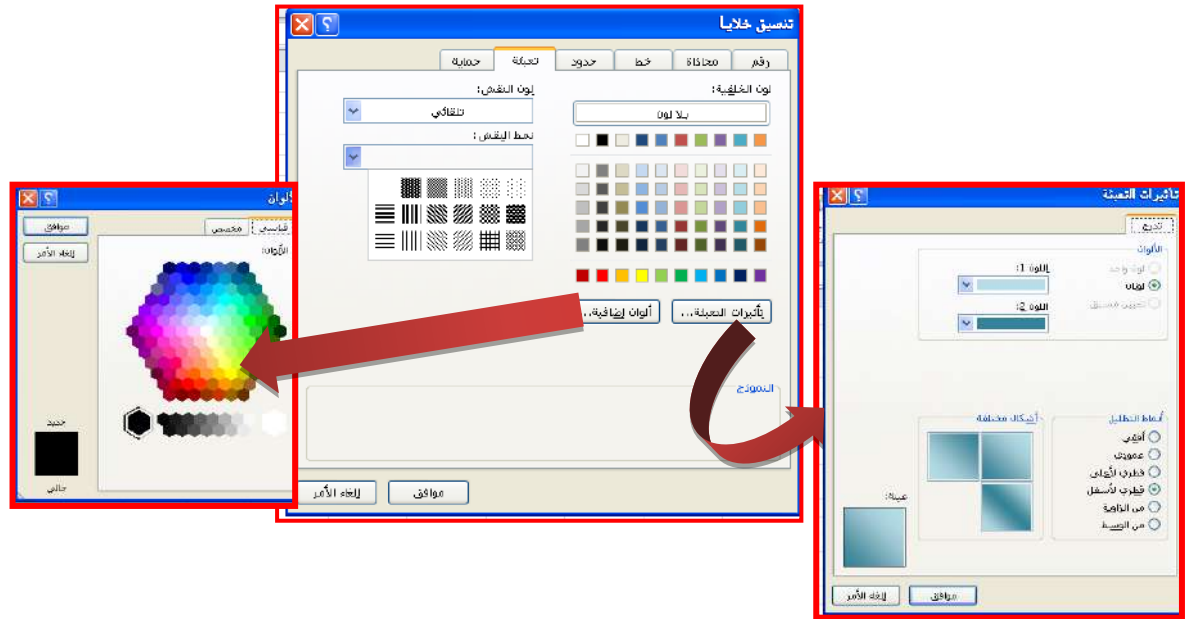 تنسيق خلايا
رقم
محاذاة
خط
حدود
تعبئة
حماية
لون الخلفية:
بلا لون
لون النقش:
تلقائي
نمط النقش:
تأثيرات التعبئة...
ألوان إضافية...
النموذج
موافق
إلغاء الأمر
ألوان
قياسي
مخصص
الألوان:
موافق
إلغاء الأمر
جديد
حالي
تأثيرات التعبئة
تدرج
الألوان
لون واحد
لونان
تعيين مسبق
اللون 1:
اللون 2:
أنماط التظليل
أفقي
عمودي
قطري لأعلى
قطري لأسفل
من الزاوية
من الوسط
أشكال مختلفة
عينة:
موافق
إلغاء الأمر